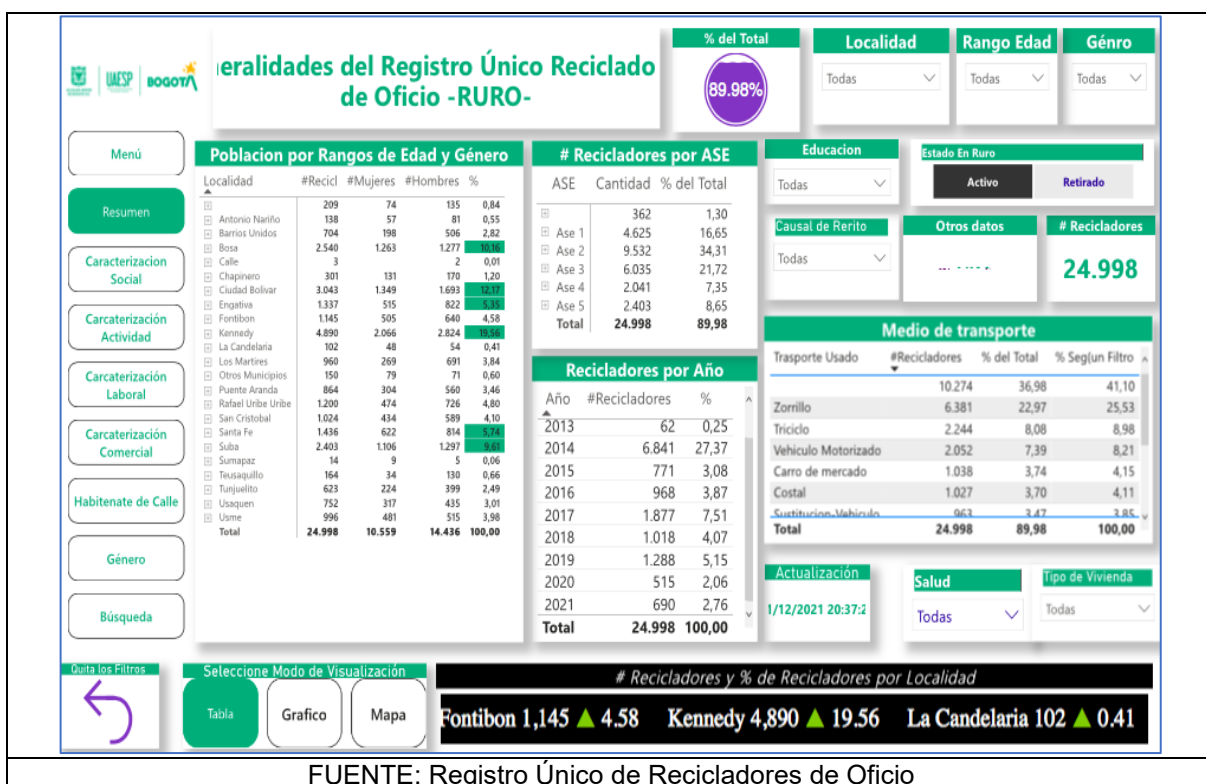 UAESP BOGOTÁ
eralidades del Registro Único Reciclado
de Oficio -RURO-
% del Total
89.98%
Localidad
Todas
Rango Edad
Todas
Génro
Todas
Menú
Resumen
Caracterizacion
Social
Carcaterización
Actividad
Carcaterización
Laboral
Carcaterización
Comercial
Habitenate de Calle
Género
Búsqueda
Poblacion por Rangos de Edad y Género
Localidad #Recicl #Mujeres #Hombres %
209 74 135 0,84
Antonio Nariño 138 57 81 0,55
Barrios Unidos 704 198 506 2,82
Bosa 2.540 1.263 1.277 10,16
Calle 3 2 0,01
Chapinero 301 131 170 1,20
Ciudad Bolivar 3.043 1.349 1.693 12,17
Engativa 1.337 515 822 5,35
Fontibon 1.145 505 640 4,58
Kennedy 4.890 2.066 2.824 19,56
La Candelaria 102 48 54 0,41
Los Martires 960 269 691 3,84
Otros Municipios 150 79 71 0,60
Puente Aranda 864 304 560 3,46
Rafael Uribe Uribe 1.200 474 726 4,80
San Cristobal 1.024 434 589 4,10
Santa Fe 1.436 622 814 5,74
Suba 2.403 1.106 1.297 9,61
Sumapaz 14 9 5 0,06
Teusaquillo 164 34 130 0,66
Tunjuelito 623 224 399 2,49
Usaquen 752 317 435 3,01
Usme 996 481 515 3,98
Total 24.998 10.559 14.436 100,00
# Recicladores por ASE
ASE Cantidad % del Total
362 1,30
Ase 1 4.625 16,65
Ase 2 9.532 34,31
Ase 3 6.035 21,72
Ase 4 2.041 7,35
Ase 5 2.403 8,65
Total 24.998 89,98
Recicladores por Año
Año #Recicladores %
2013 62 0,25
2014 6.841 27,37
2015 771 3,08
2016 968 3,87
2017 1.877 7,51
2018 1.018 4,07
2019 1.288 5,15
2020 515 2,06
2021 690 2,76
Total 24.998 100,00
Educacion
Todas
Estado En Ruro
Activo Retirado
Causal de Rerito
Todas
Otros datos
# Recicladores
24.998
Medio de transporte
Trasporte Usado #Recicladores % del Total % Seg[un Filtro
10.274 36,98 41,10
Zorrillo 6.381 22,97 25,53
Triciclo 2.244 8,08 8,98
Vehiculo Motorizado 2.052 7,39 8,21
Carro de mercado 1.038 3,74 4,15
Costal 1.027 3,70 4,11
Sustitucion-Vehiculo 963 3,47 3,85
Total 24.998 89,98 100,00
Actualización
1/12/2021 20:37:2
Salud
Todas
Tipo de Vivienda
Todas
Quita los Filtros
Seleccione Modo de Visualización
Tabla Grafico Mapa
# Recicladores y % de Recicladores por Localidad
Fontibon 1,145 ▲ 4.58 Kennedy 4,890 ▲ 19.56 La Candelaria 102 ▲ 0.41
FUENTE: Registro Único de Recicladores de Oficio